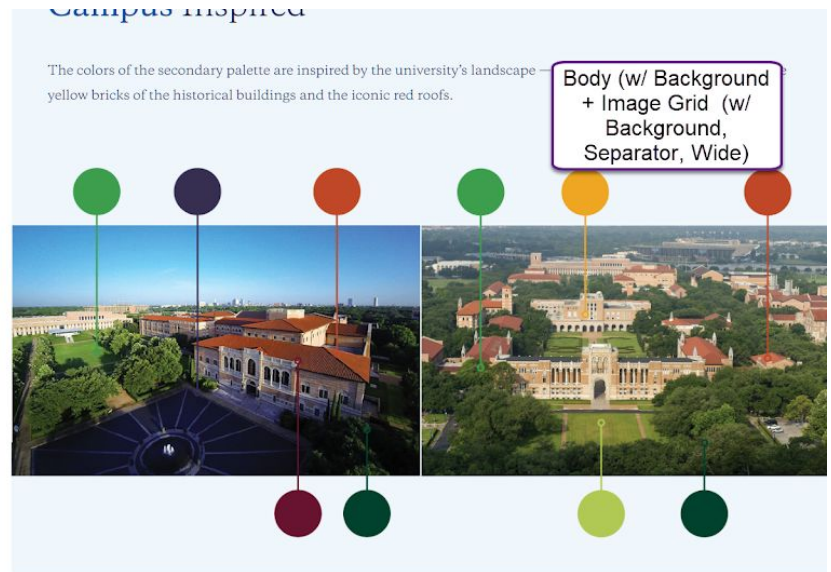 Campus Inspired
The colors of the secondary palette are inspired by the university's landscape —
yellow bricks of the historical buildings and the iconic red roofs.
Body (w/ Background
+ Image Grid (w/
Background,
Separator, Wide)